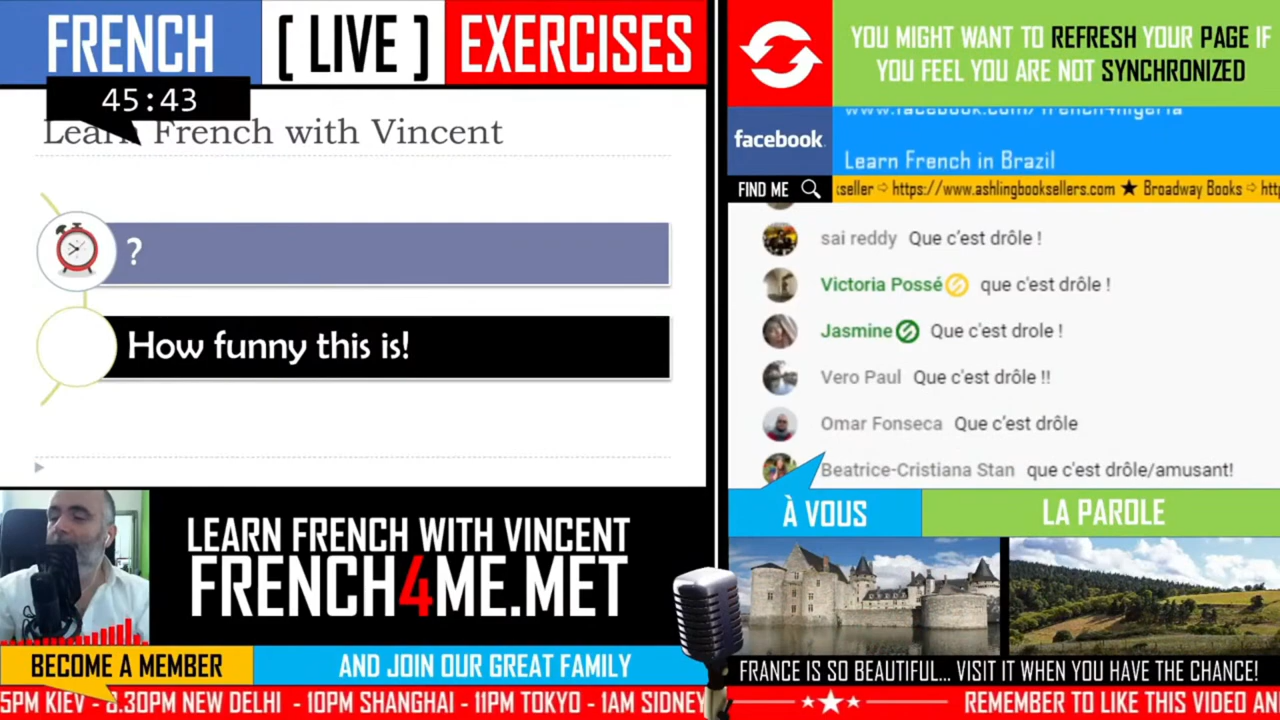 FRENCH
[ LIVE ]
EXERCISES
45:43
Learn French with Vincent
?
How funny this is!
LEARN FRENCH WITH VINCENT
FRENCH4ME.MET
BECOME A MEMBER
AND JOIN OUR GREAT FAMILY
5PM KIEV - 8.30PM NEW DELHI - 10PM SHANGHAI - 11PM TOKYO - 1AM SIDNEY
YOU MIGHT WANT TO REFRESH YOUR PAGE IF
YOU FEEL YOU ARE NOT SYNCHRONIZED
facebook.
www.facebook.com/french4nigeria
Learn French in Brazil
FIND ME
kseller ⇨ https://www.ashlingbooksellers.com ★ Broadway Books ⇨
sai reddy Que c'est drôle !
Victoria Possé que c'est drôle !
Jasmine Que c'est drole !
Vero Paul Que c'est drôle !!
Omar Fonseca Que c'est drôle
Beatrice-Cristiana Stan que c'est drôle/amusant!
À VOUS
LA PAROLE
FRANCE IS SO BEAUTIFUL... VISIT IT WHEN YOU HAVE THE CHANCE!
REMEMBER TO LIKE THIS VIDEO AN